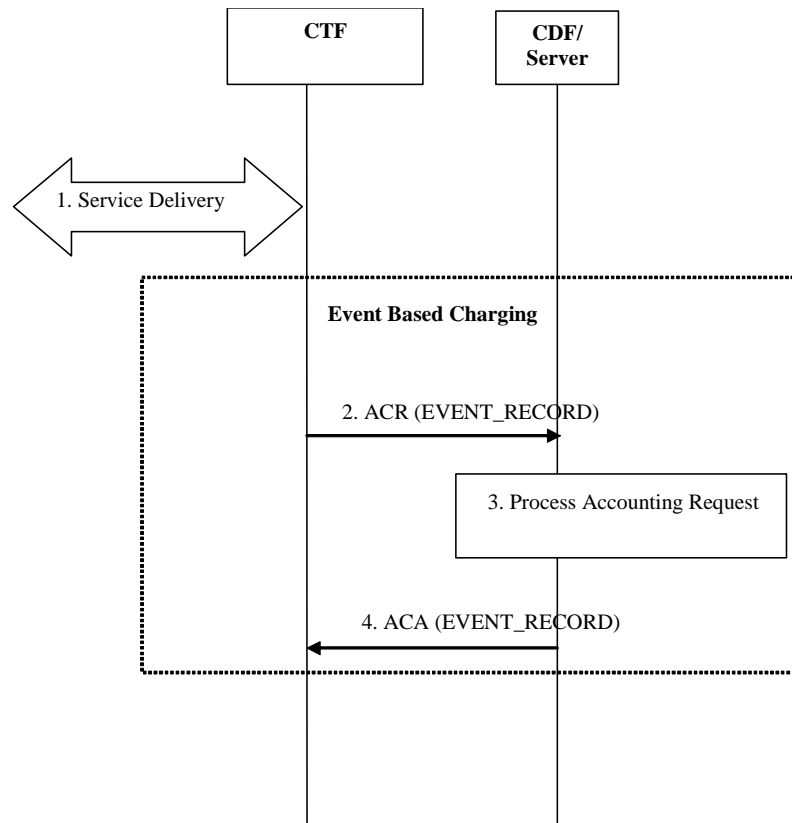 CTF
CDF/
Server
1. Service Delivery
Event Based Charging
2. ACR (EVENT_RECORD)
3. Process Accounting Request
4. ACA (EVENT_RECORD)